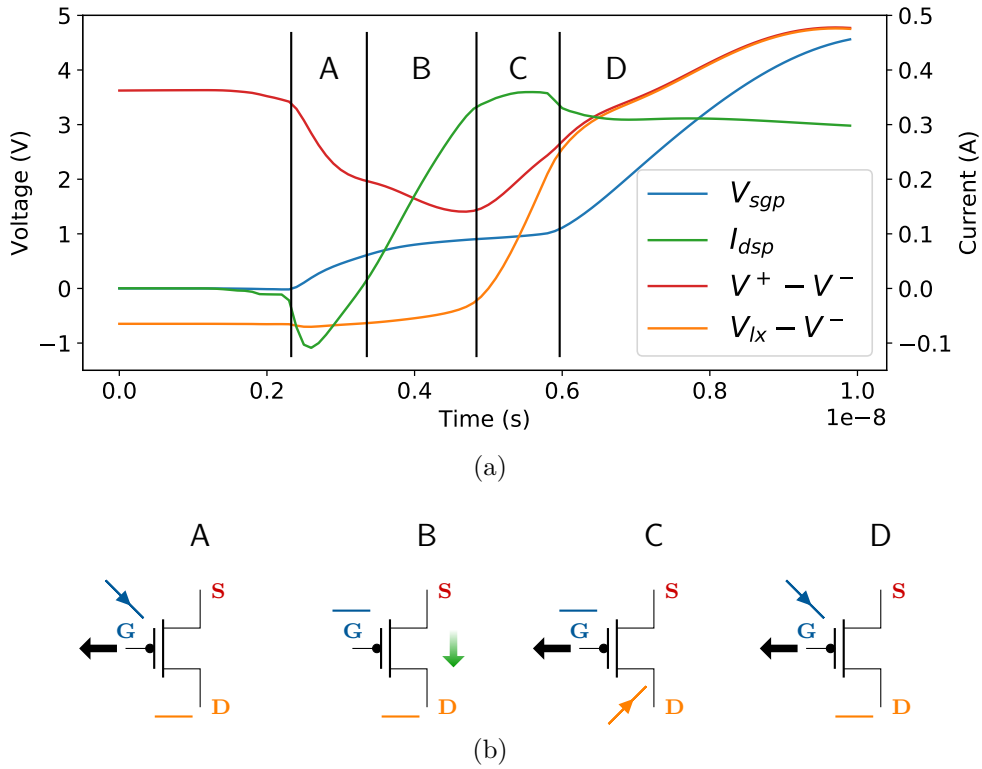 5
4
3
2
1
0
−1
Voltage (V)
A
B
C
D
0.5
0.4
0.3
0.2
0.1
0.0
−0.1
Current (A)
V_sgp
I_dsp
V⁺ − V⁻
V_lx − V⁻
0.0 0.2 0.4 0.6 0.8 1.0
Time (s)
1e−8
(a)
A B C D
S S S S
G G G G
D D D D
(b)